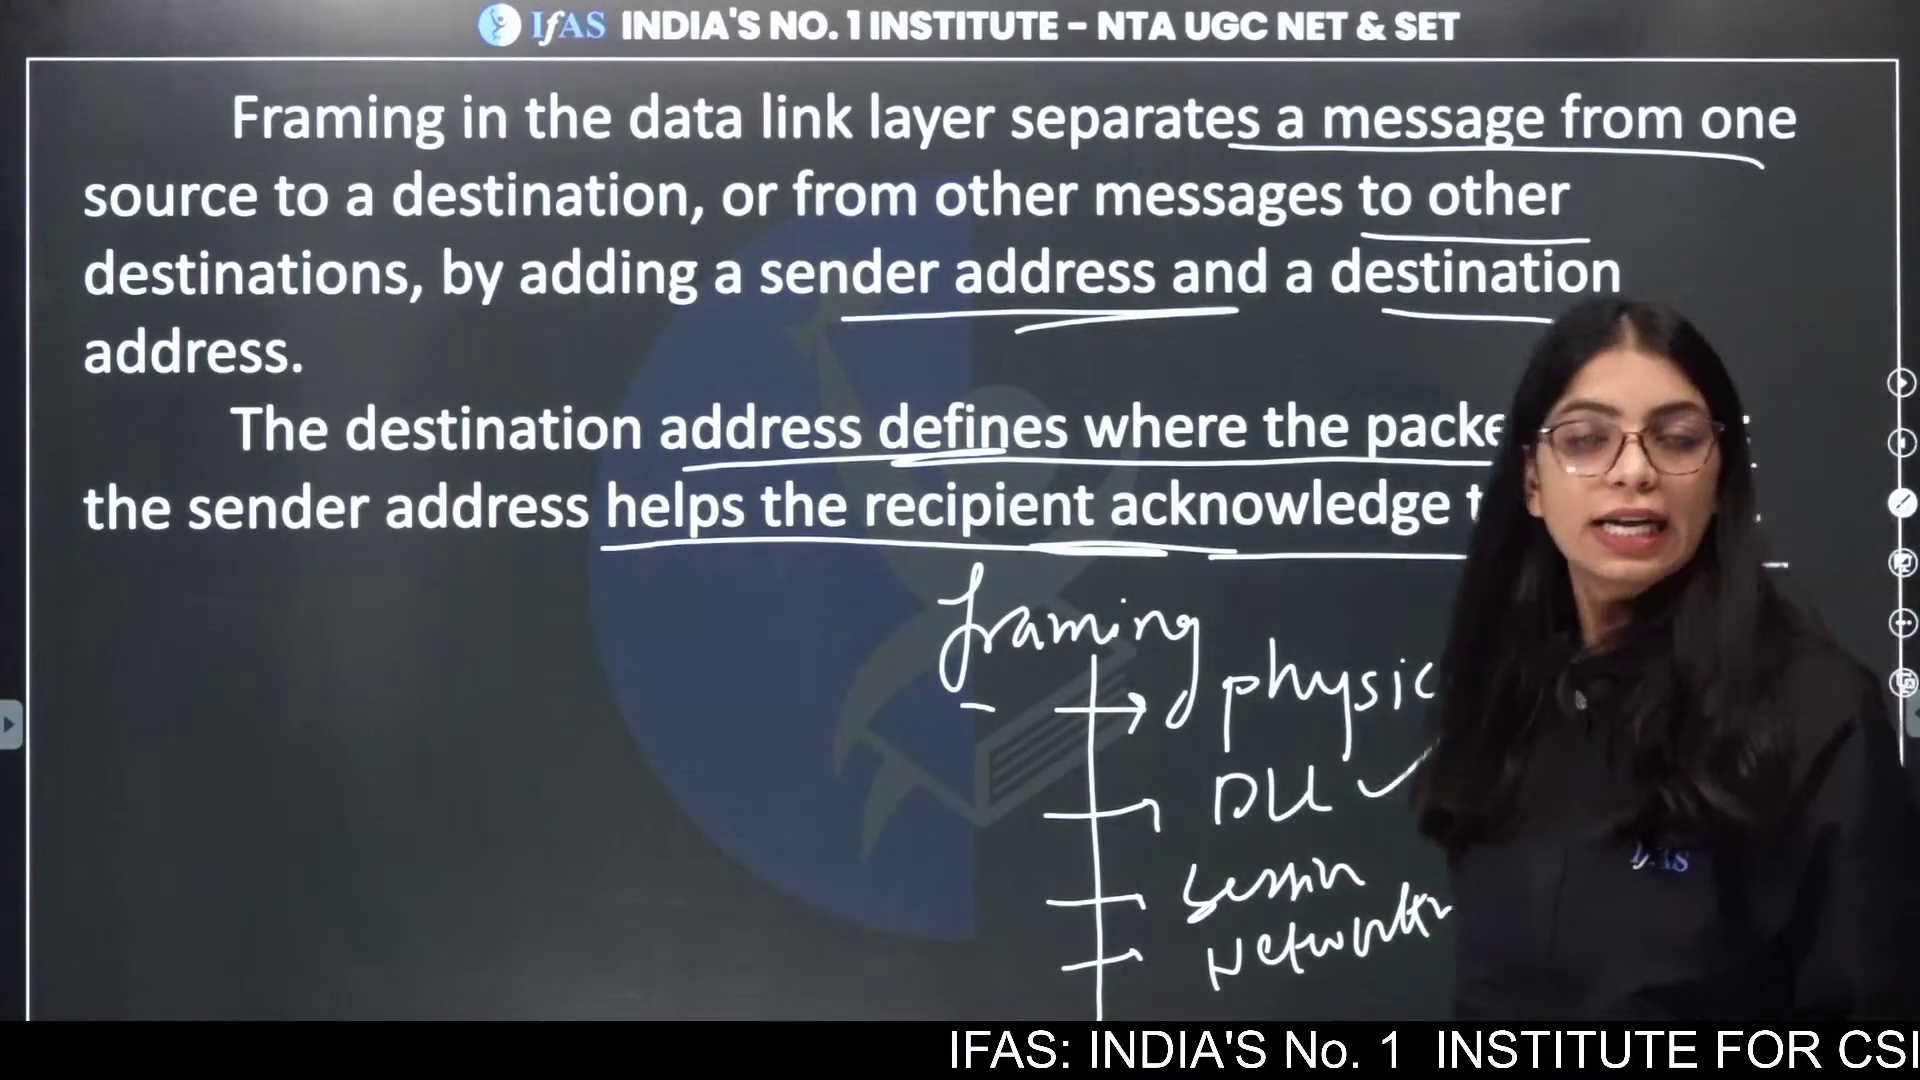 IfAS INDIA'S NO. 1 INSTITUTE – NTA UGC NET & SET
Framing in the data link layer separates a message from one
source to a destination, or from other messages to other
destinations, by adding a sender address and a destination
address.
The destination address defines where the packe
the sender address helps the recipient acknowledge t
framing
physic
DLL
Session
Network
IFAS
IFAS: INDIA'S No. 1 INSTITUTE FOR CSI